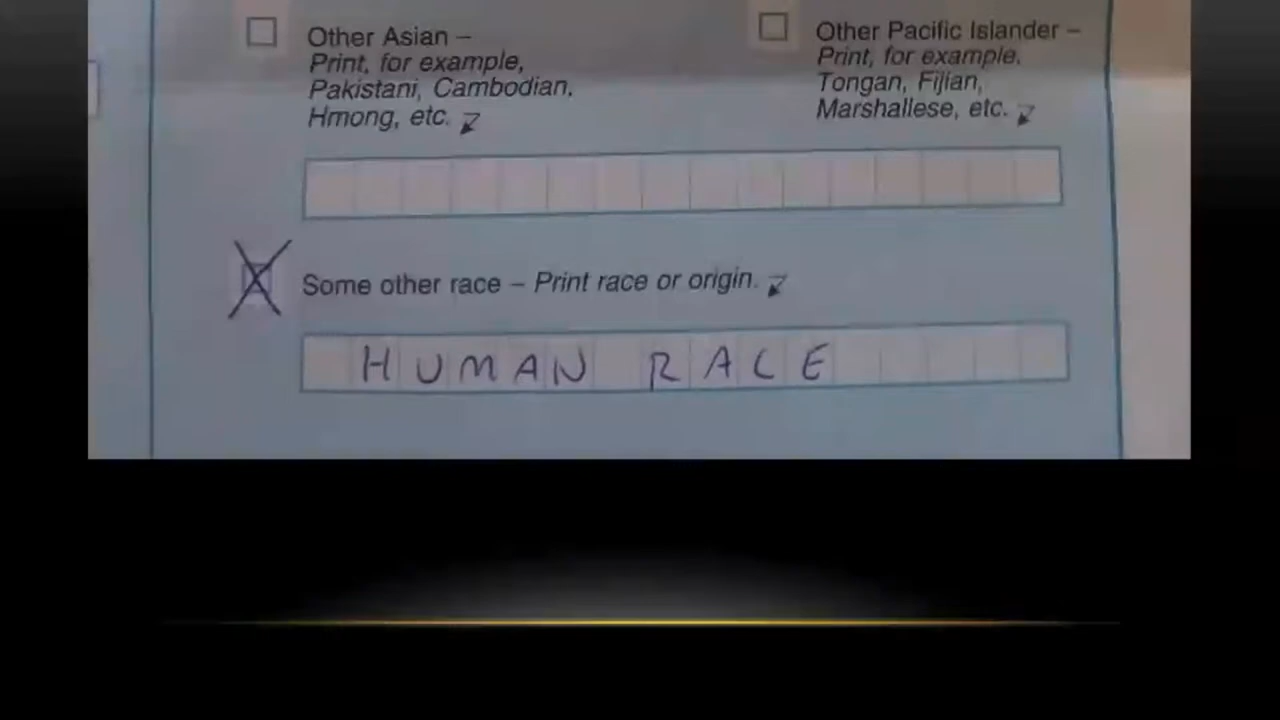 Other Asian –
Print, for example,
Pakistani, Cambodian,
Hmong, etc.
Other Pacific Islander –
Print, for example,
Tongan, Fijian,
Marshallese, etc.
Some other race – Print race or origin.
HUMAN RACE